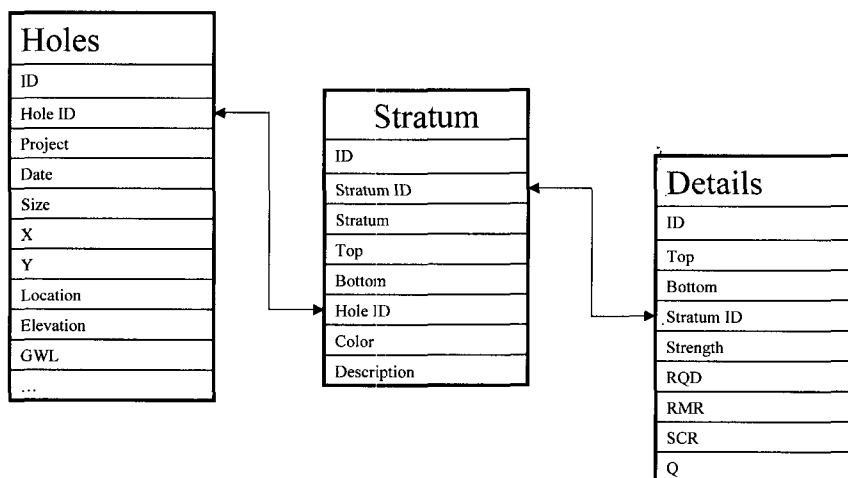 Holes
ID
Hole ID
Project
Date
Size
X
Y
Location
Elevation
GWL
...
Stratum
ID
Stratum ID
Stratum
Top
Bottom
Hole ID
Color
Description
Details
ID
Top
Bottom
Stratum ID
Strength
RQD
RMR
SCR
Q